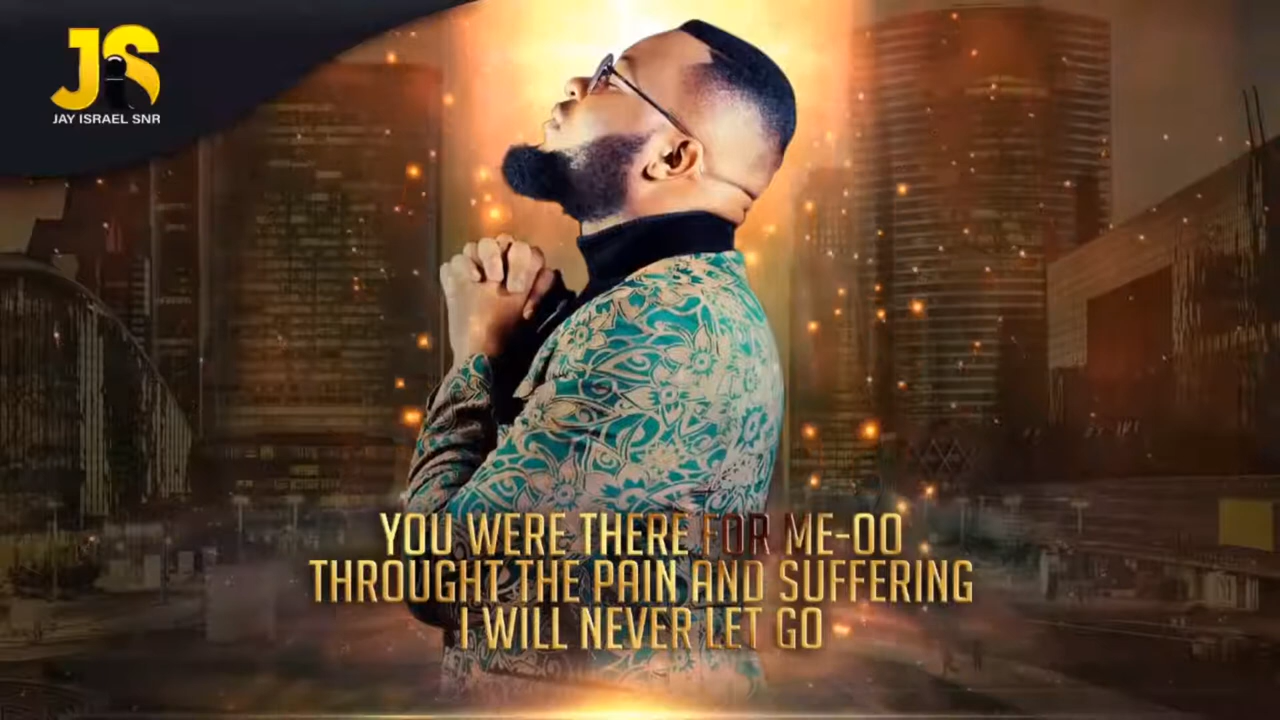 JS
JAY ISRAEL SNR
YOU WERE THERE FOR ME-OO
THROUGHT THE PAIN AND SUFFERING
I WILL NEVER LET GO